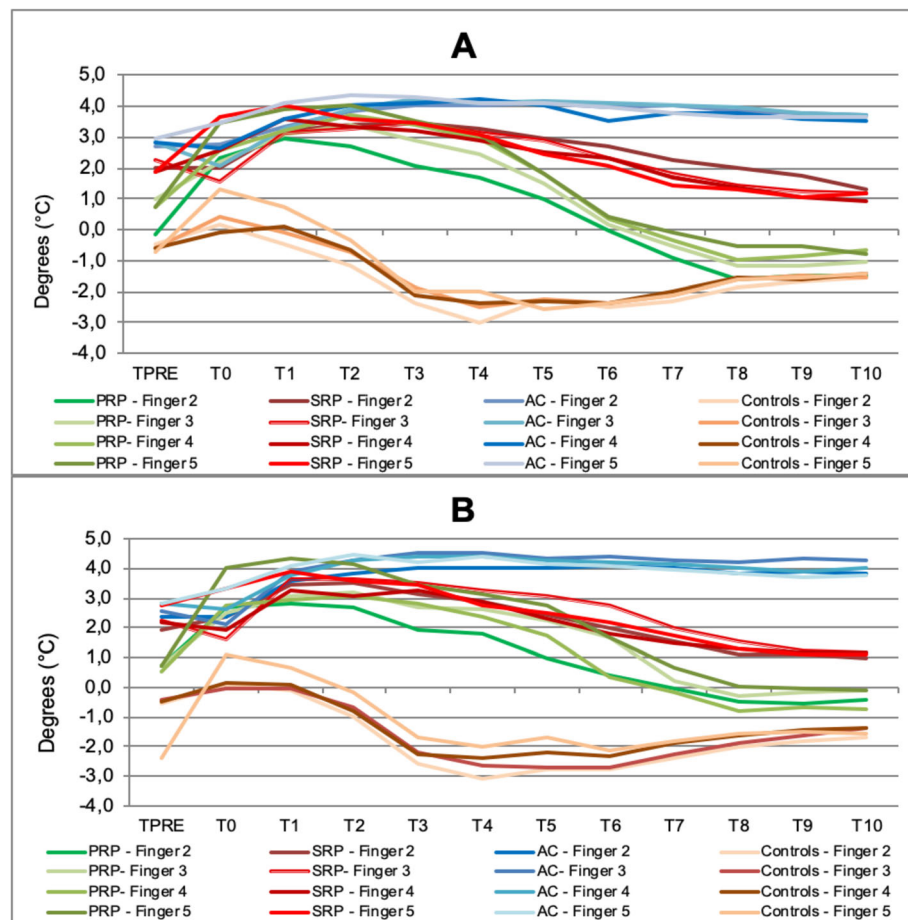 A
Degrees (°C)
5,0
4,0
3,0
2,0
1,0
0,0
-1,0
-2,0
-3,0
-4,0
TPRE T0 T1 T2 T3 T4 T5 T6 T7 T8 T9 T10
PRP - Finger 2 SRP - Finger 2 AC - Finger 2 Controls - Finger 2
PRP- Finger 3 SRP- Finger 3 AC - Finger 3 Controls - Finger 3
PRP- Finger 4 SRP - Finger 4 AC - Finger 4 Controls - Finger 4
PRP - Finger 5 SRP - Finger 5 AC - Finger 5 Controls - Finger 5
B
Degrees (°C)
5,0
4,0
3,0
2,0
1,0
0,0
-1,0
-2,0
-3,0
-4,0
TPRE T0 T1 T2 T3 T4 T5 T6 T7 T8 T9 T10
PRP - Finger 2 SRP - Finger 2 AC - Finger 2 Controls - Finger 2
PRP- Finger 3 SRP- Finger 3 AC - Finger 3 Controls - Finger 3
PRP- Finger 4 SRP - Finger 4 AC - Finger 4 Controls - Finger 4
PRP - Finger 5 SRP - Finger 5 AC - Finger 5 Controls - Finger 5